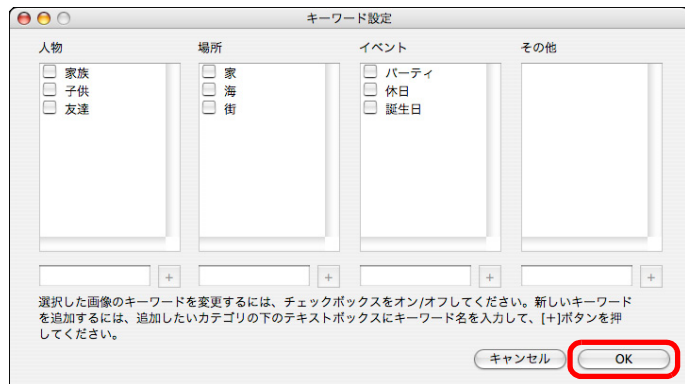 キーワード設定
人物 場所 イベント その他
家族 家 パーティ
子供 海 休日
友達 街 誕生日
+ + + +
選択した画像のキーワードを変更するには、チェックボックスをオン/オフしてください。新しいキーワード
を追加するには、追加したいカテゴリの下のテキストボックスにキーワード名を入力して、[+]ボタンを押
してください。
キャンセル OK